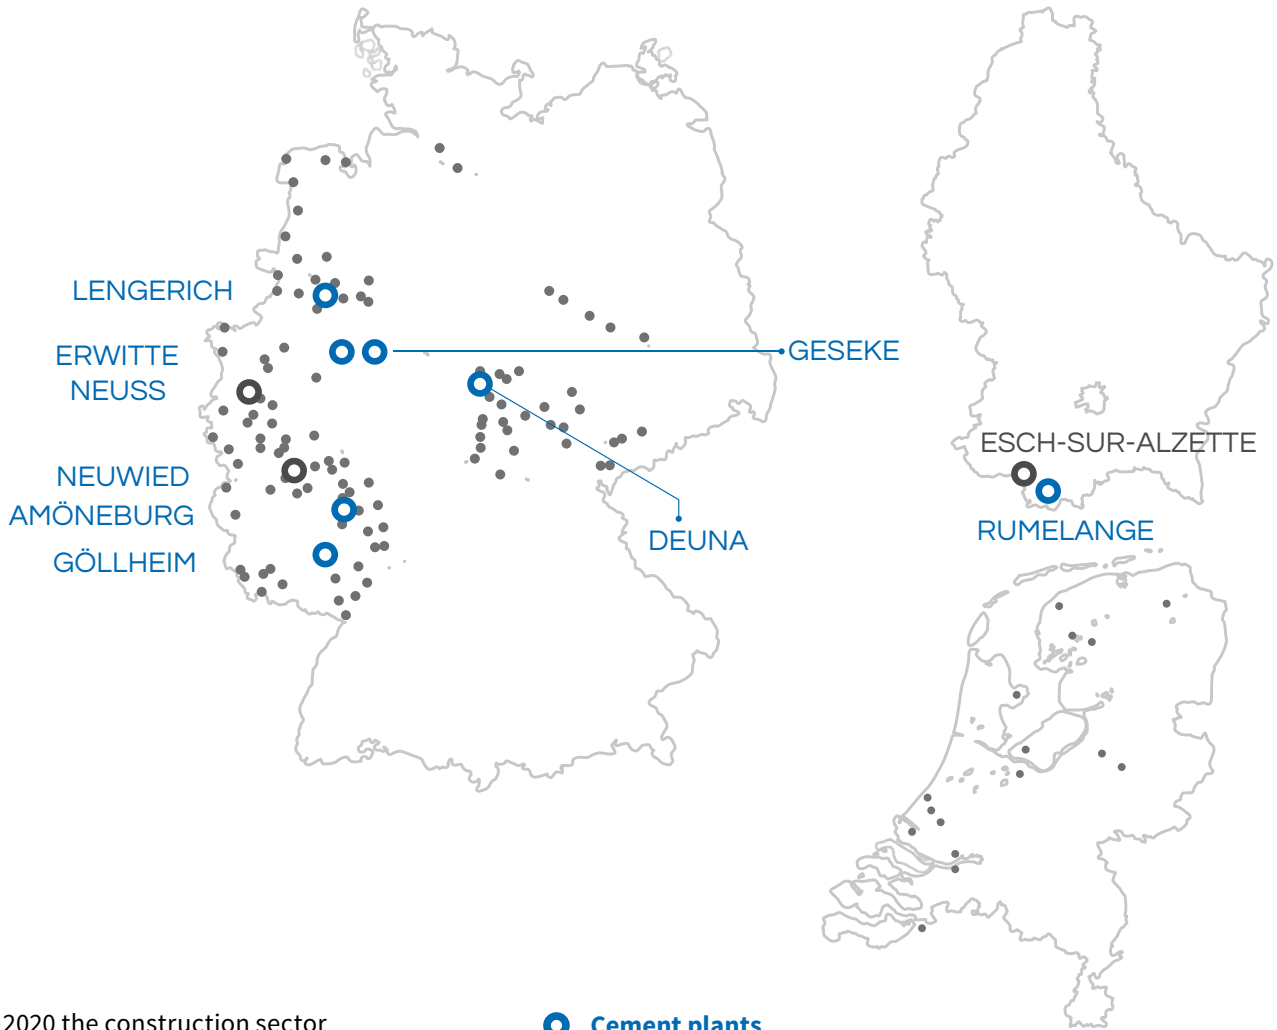 LENGERICH
ERWITTE
NEUSS
NEUWIED
AMÖNEBURG
GÖLLHEIM
GESEKE
DEUNA
ESCH-SUR-ALZETTE
RUMELANGE
2020 the construction sector
Cement plants